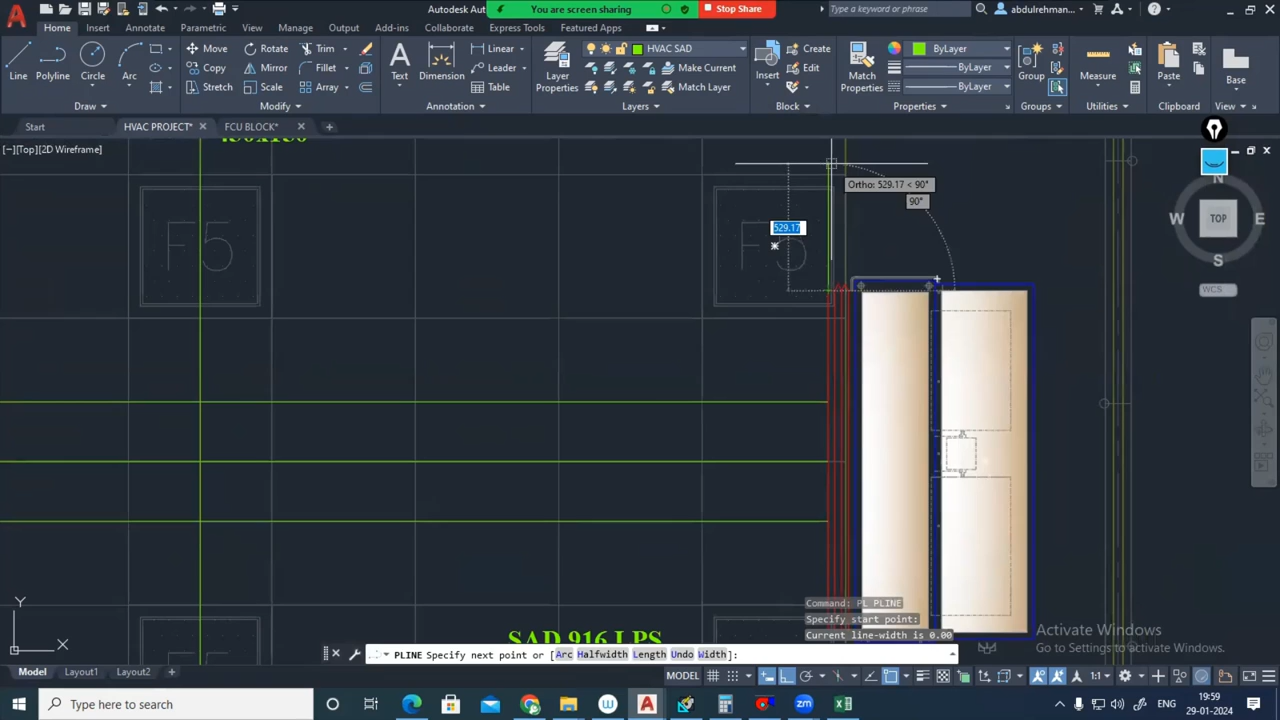 Autodesk Aut
You are screen sharing
Stop Share
Type a keyword or phrase
abdulrehman...
Home
Insert
Annotate
Parametric
View
Manage
Output
Add-ins
Collaborate
Express Tools
Featured Apps
Line
Polyline
Circle
Arc
Move
Rotate
Trim
Copy
Mirror
Fillet
Stretch
Scale
Array
Text
Dimension
Linear
Leader
Table
Layer
Properties
HVAC SAD
Make Current
Match Layer
Insert
Create
Edit
Match
Properties
ByLayer
ByLayer
ByLayer
Group
Measure
Paste
Base
Draw
Modify
Annotation
Layers
Block
Properties
Groups
Utilities
Clipboard
View
Start
HVAC PROJECT*
FCU BLOCK*
[−][Top][2D Wireframe]
F5
F5
Ortho: 529.17 < 90°
90°
529.17
N
W
TOP
E
S
WCS
SAD 916 LPS
Y
X
Command: PL PLINE
Specify start point:
Current line-width is 0.00
PLINE Specify next point or [Arc Halfwidth Length Undo Width]:
Activate Windows
Go to Settings to activate Windows.
Model
Layout1
Layout2
MODEL
1:1
Type here to search
zm
9:59
ENG
29-01-2024